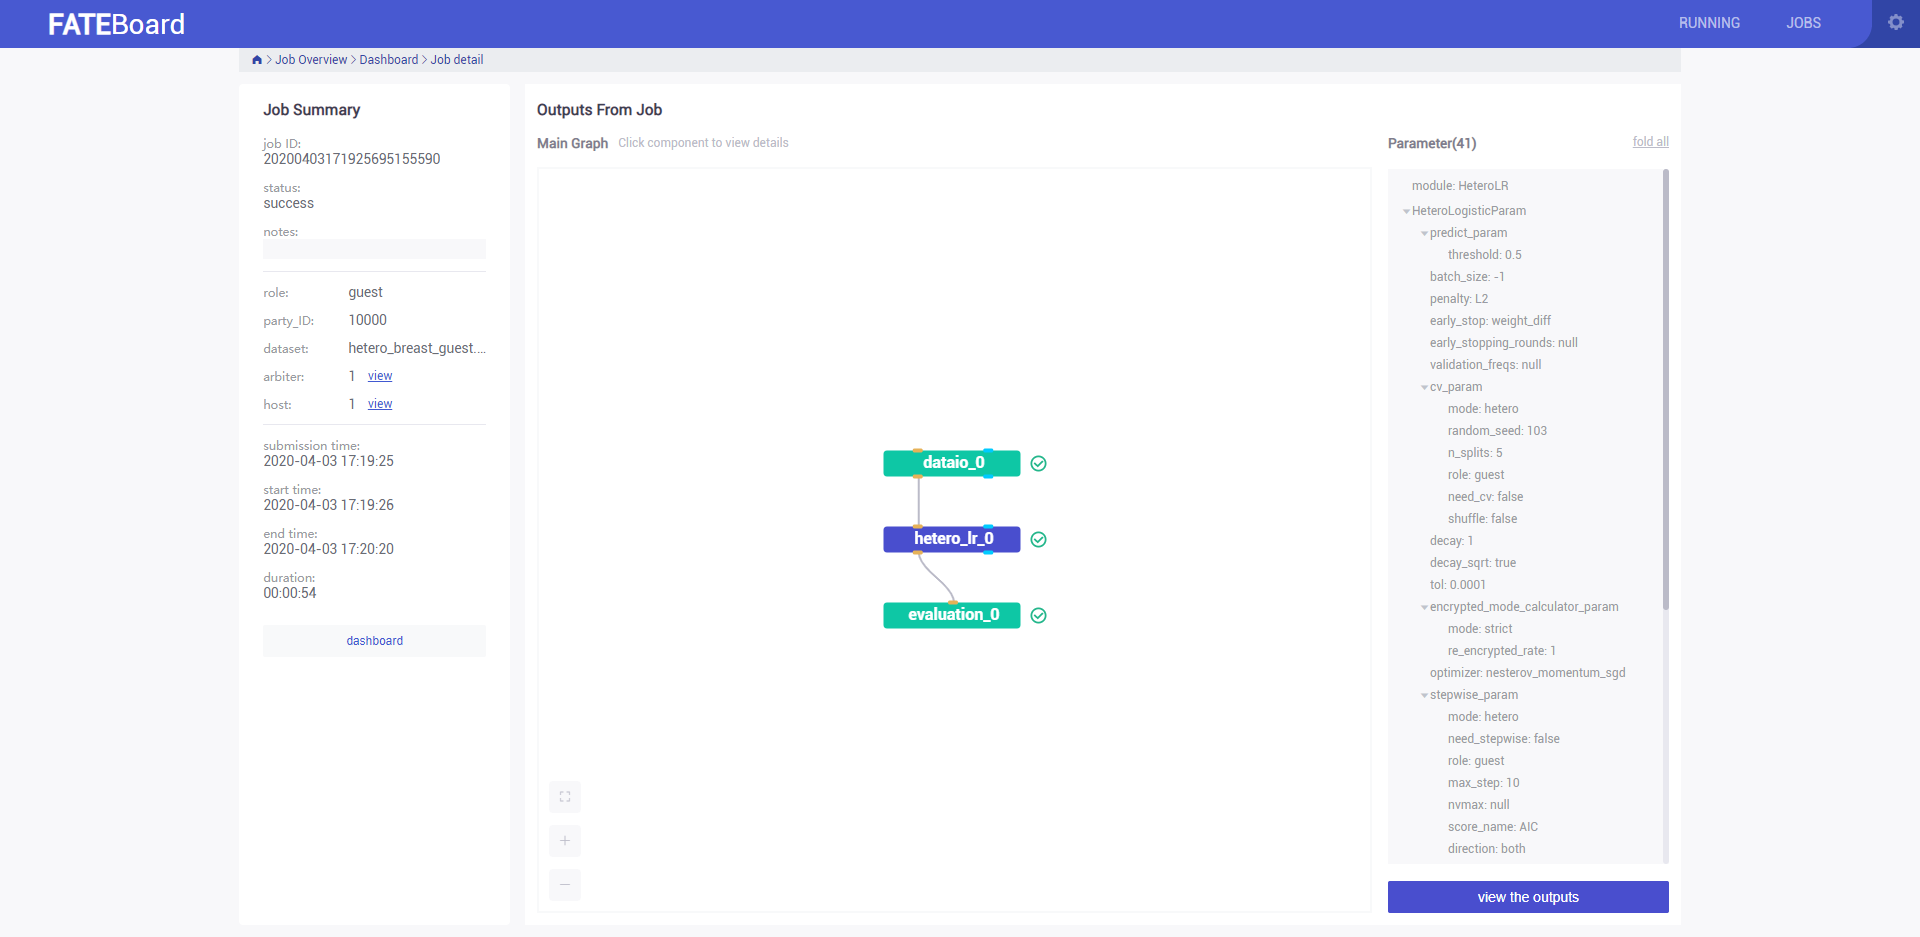 FATEBoard
RUNNING
JOBS
Job Overview > Dashboard > Job detail
Job Summary
job ID:
20200403171925695155590
status:
success
notes:
role: guest
party_ID: 10000
dataset: hetero_breast_guest....
arbiter: 1 view
host: 1 view
submission time:
2020-04-03 17:19:25
start time:
2020-04-03 17:19:26
end time:
2020-04-03 17:20:20
duration:
00:00:54
dashboard
Outputs From Job
Main Graph Click component to view details
dataio_0
hetero_lr_0
evaluation_0
Parameter(41) fold all
module: HeteroLR
HeteroLogisticParam
predict_param
threshold: 0.5
batch_size: -1
penalty: L2
early_stop: weight_diff
early_stopping_rounds: null
validation_freqs: null
cv_param
mode: hetero
random_seed: 103
n_splits: 5
role: guest
need_cv: false
shuffle: false
decay: 1
decay_sqrt: true
tol: 0.0001
encrypted_mode_calculator_param
mode: strict
re_encrypted_rate: 1
optimizer: nesterov_momentum_sgd
stepwise_param
mode: hetero
need_stepwise: false
role: guest
max_step: 10
nvmax: null
score_name: AIC
direction: both
view the outputs